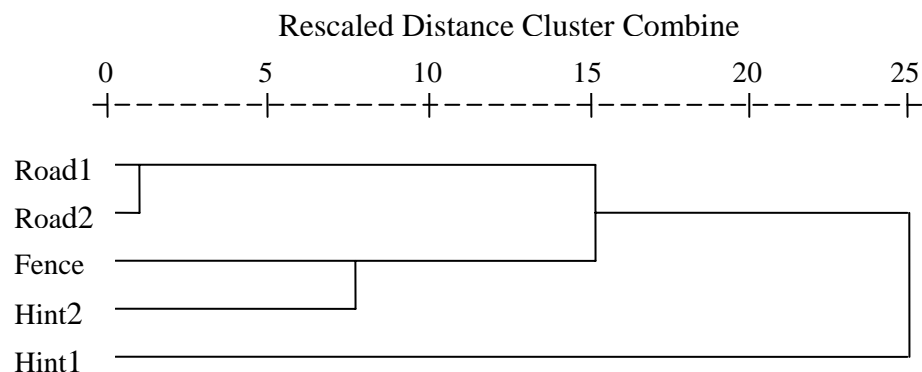 Rescaled Distance Cluster Combine
0 5 10 15 20 25
Road1
Road2
Fence
Hint2
Hint1